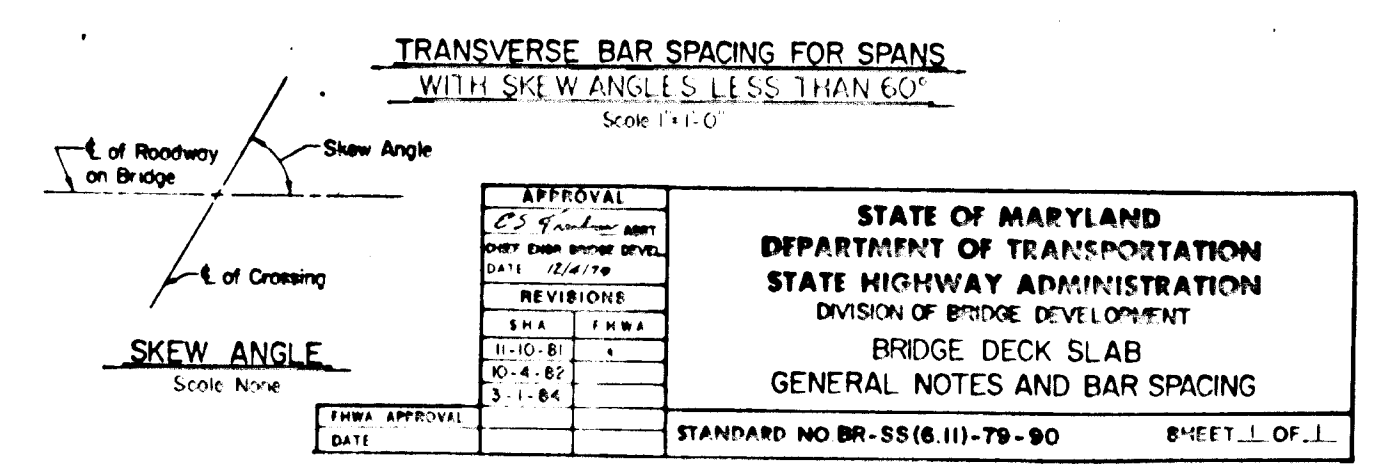 TRANSVERSE BAR SPACING FOR SPANS
WITH SKEW ANGLES LESS THAN 60°
Scale 1"=1'-0"
℄ of Roadway
on Bridge
Skew Angle
℄ of Crossing
SKEW ANGLE
Scale None
APPROVAL
ASST
CHIEF ENGR BRIDGE DEVEL
DATE 12/4/79
REVISIONS
SHA FHWA
11-10-81
10-4-82
3-1-84
FHWA APPROVAL
DATE
STATE OF MARYLAND
DEPARTMENT OF TRANSPORTATION
STATE HIGHWAY ADMINISTRATION
DIVISION OF BRIDGE DEVELOPMENT
BRIDGE DECK SLAB
GENERAL NOTES AND BAR SPACING
STANDARD NO. BR-SS(6.11)-79-90 SHEET 1 OF 1